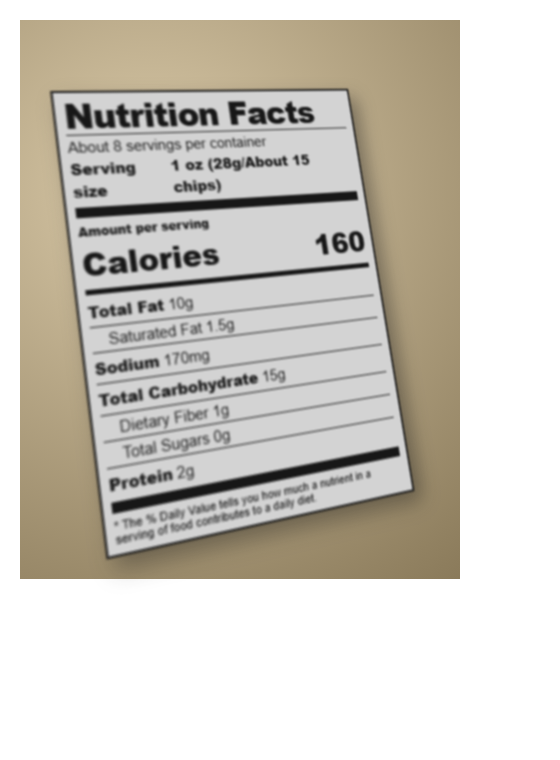 Nutrition Facts
About 8 servings per container
Serving size 1 oz (28g/About 15 chips)
Amount per serving
Calories 160
Total Fat 10g
Saturated Fat 1.5g
Sodium 170mg
Total Carbohydrate 15g
Dietary Fiber 1g
Total Sugars 0g
Protein 2g
* The % Daily Value tells you how much a nutrient in a
serving of food contributes to a daily diet.